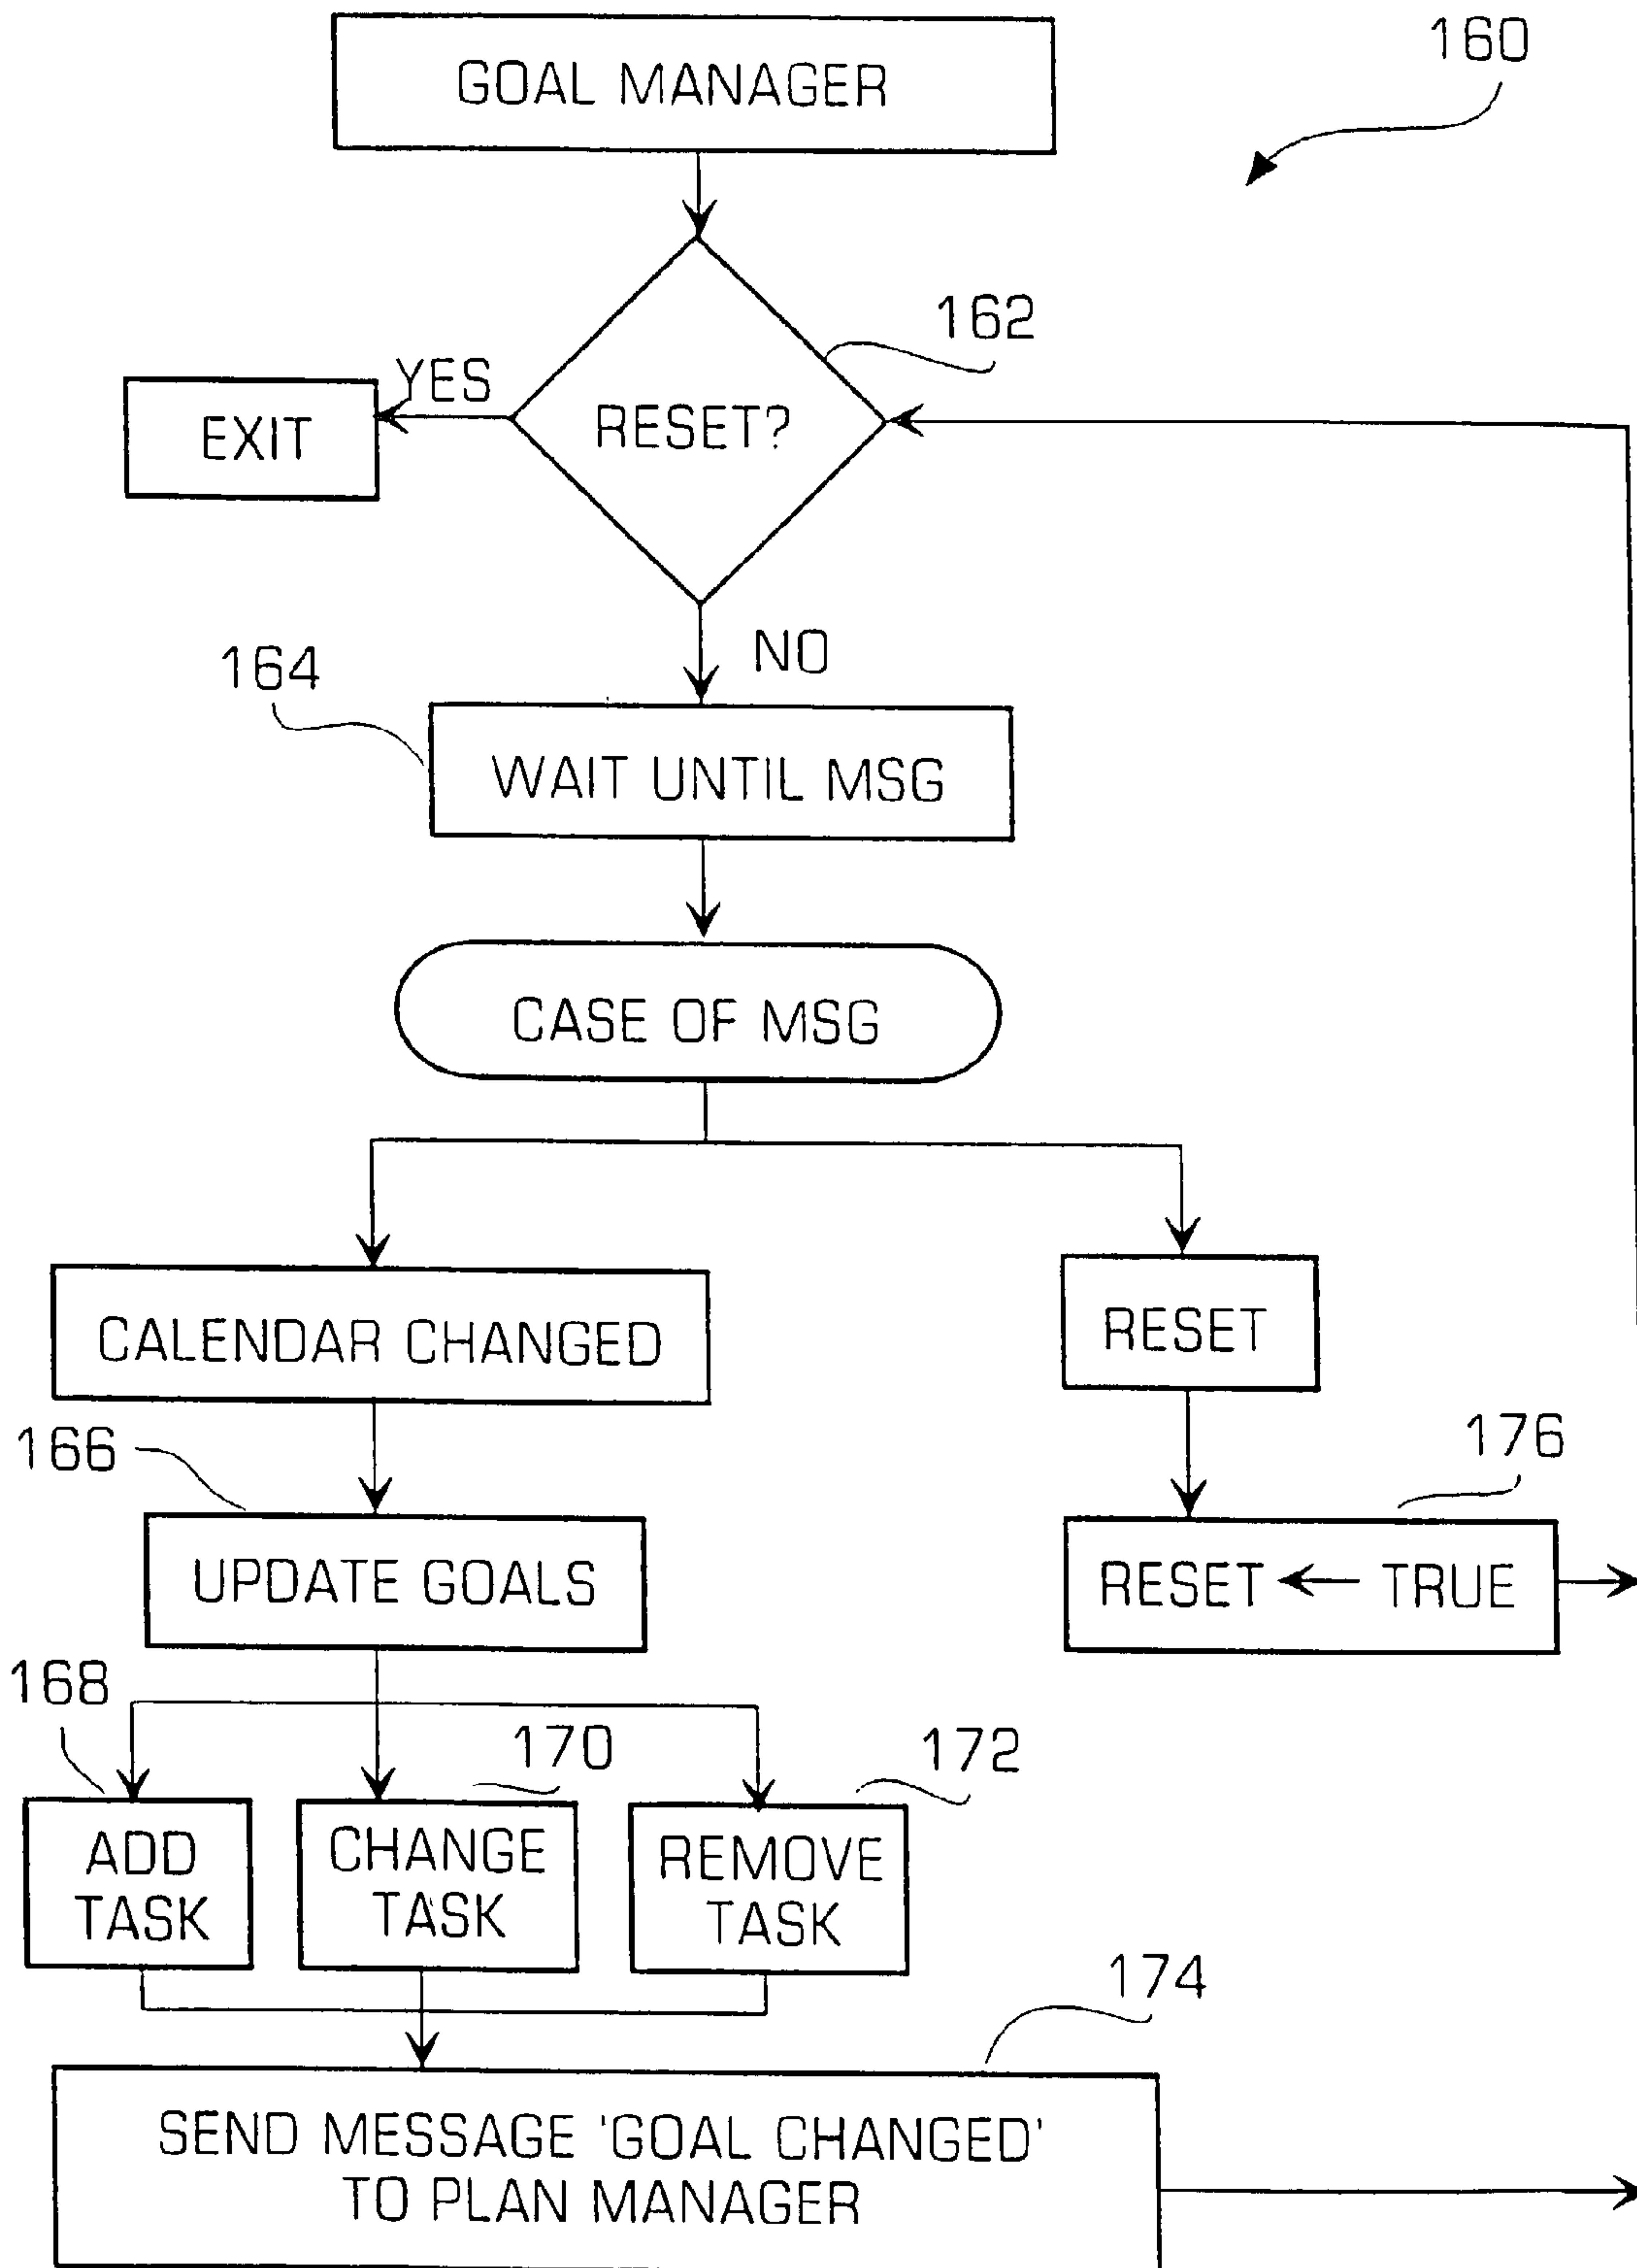 GOAL MANAGER
160
162
YES
EXIT
RESET?
NO
164
WAIT UNTIL MSG
CASE OF MSG
CALENDAR CHANGED
RESET
166
176
UPDATE GOALS
RESET ← TRUE
168
170
172
ADD
TASK
CHANGE
TASK
REMOVE
TASK
174
SEND MESSAGE 'GOAL CHANGED'
TO PLAN MANAGER